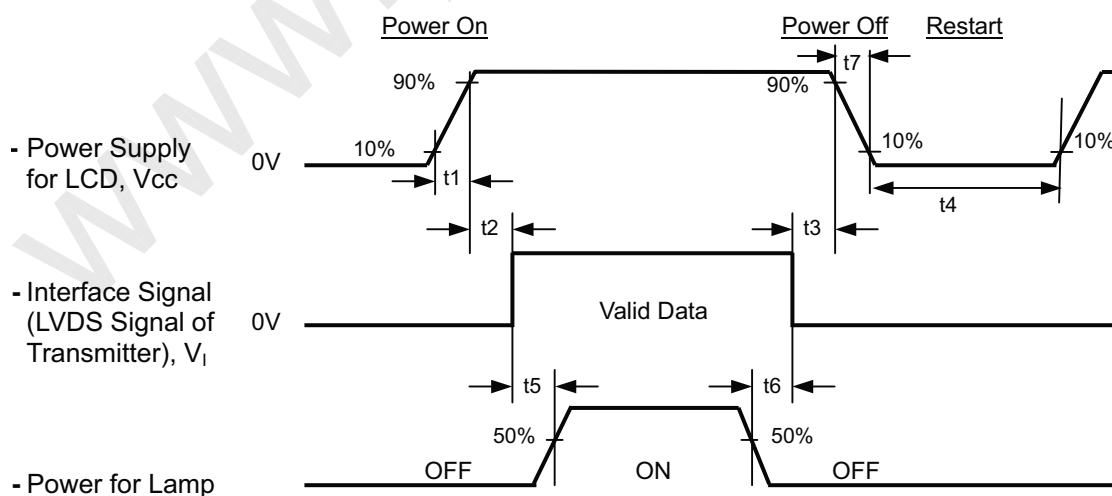 Power On
Power Off
Restart
t7
90%
90%
- Power Supply
for LCD, Vcc
0V
10%
10%
10%
t1
t4
t2
t3
- Interface Signal
(LVDS Signal of
Transmitter), VI
0V
Valid Data
t5
t6
50%
50%
- Power for Lamp
OFF
ON
OFF